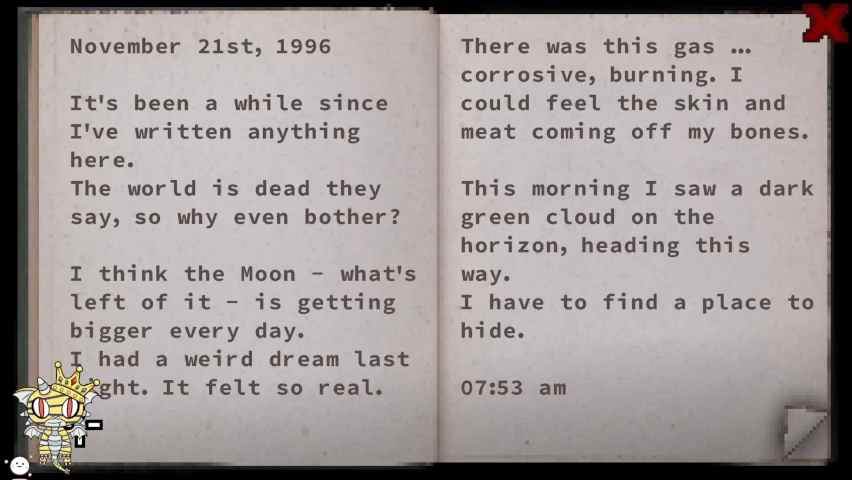 November 21st, 1996
It's been a while since
I've written anything
here.
The world is dead they
say, so why even bother?
I think the Moon - what's
left of it - is getting
bigger every day.
I had a weird dream last
ght. It felt so real.
There was this gas …
corrosive, burning. I
could feel the skin and
meat coming off my bones.
This morning I saw a dark
green cloud on the
horizon, heading this
way.
I have to find a place to
hide.
07:53 am